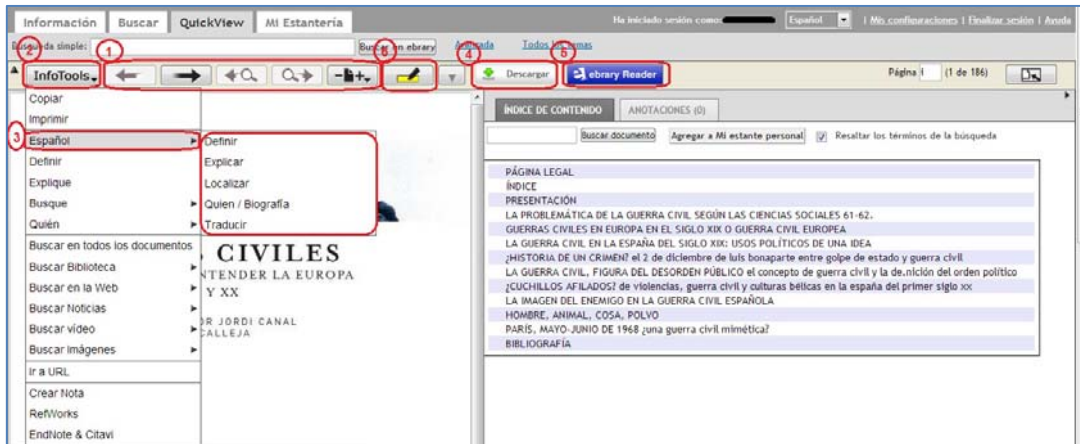 Información Buscar QuickView Mi Estantería Ha iniciado sesión como: Español | Mis configuraciones | Finalizar sesión | Ayuda
Búsqueda simple: Buscar en ebrary Avanzada Todos los temas
2 1 6 4 5
InfoTools Descargar ebrary Reader Página i (1 de 186)
Copiar
Imprimir
3 Español
Definir
Explique
Busque
Quién
Buscar en todos los documentos
Buscar Biblioteca
Buscar en la Web
Buscar Noticias
Buscar vídeo
Buscar Imágenes
Ir a URL
Crear Nota
RefWorks
EndNote & Citavi
Definir
Explicar
Localizar
Quien / Biografía
Traducir
CIVILES
NTENDER LA EUROPA
Y XX
OR JORDI CANAL
CALLEJA
ÍNDICE DE CONTENIDO ANOTACIONES (0)
Buscar documento Agregar a Mi estante personal Resaltar los términos de la búsqueda
PÁGINA LEGAL
ÍNDICE
PRESENTACIÓN
LA PROBLEMÁTICA DE LA GUERRA CIVIL SEGÚN LAS CIENCIAS SOCIALES 61-62.
GUERRAS CIVILES EN EUROPA EN EL SIGLO XIX O GUERRA CIVIL EUROPEA
LA GUERRA CIVIL EN LA ESPAÑA DEL SIGLO XIX: USOS POLÍTICOS DE UNA IDEA
¿HISTORIA DE UN CRIMEN? el 2 de diciembre de luis bonaparte entre golpe de estado y guerra civil
LA GUERRA CIVIL, FIGURA DEL DESORDEN PÚBLICO el concepto de guerra civil y la de.nición del orden político
¿CUCHILLOS AFILADOS? de violencias, guerra civil y culturas bélicas en la españa del primer siglo xx
LA IMAGEN DEL ENEMIGO EN LA GUERRA CIVIL ESPAÑOLA
HOMBRE, ANIMAL, COSA, POLVO
PARÍS, MAYO-JUNIO DE 1968 ¿una guerra civil mimética?
BIBLIOGRAFÍA